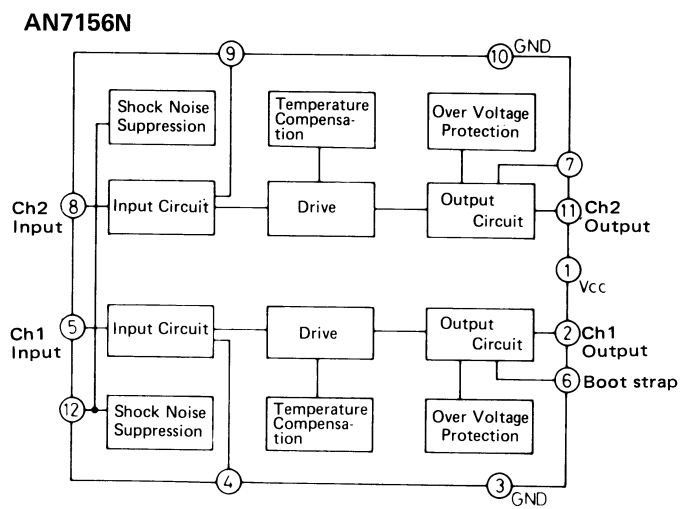 AN7156N
9
10 GND
Shock Noise
Suppression
Temperature
Compensa-
tion
Over Voltage
Protection
7
Ch2
Input
8
Input Circuit
Drive
Output
Circuit
11
Ch2
Output
1
Vcc
Ch1
Input
5
Input Circuit
Drive
Output
Circuit
2
Ch1
Output
6
Boot strap
12
Shock Noise
Suppression
Temperature
Compensa-
tion
Over Voltage
Protection
4
3
GND